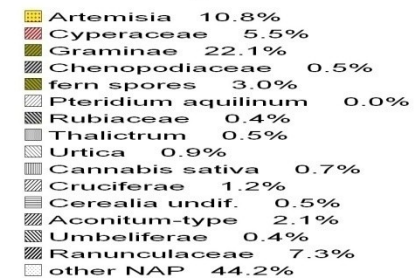 Artemisia 10.8%
Cyperaceae 5.5%
Graminae 22.1%
Chenopodiaceae 0.5%
fern spores 3.0%
Pteridium aquilinum 0.0%
Rubiaceae 0.4%
Thalictrum 0.5%
Urtica 0.9%
Cannabis sativa 0.7%
Cruciferae 1.2%
Cerealia undif. 0.5%
Aconitum-type 2.1%
Umbeliferae 0.4%
Ranunculaceae 7.3%
other NAP 44.2%